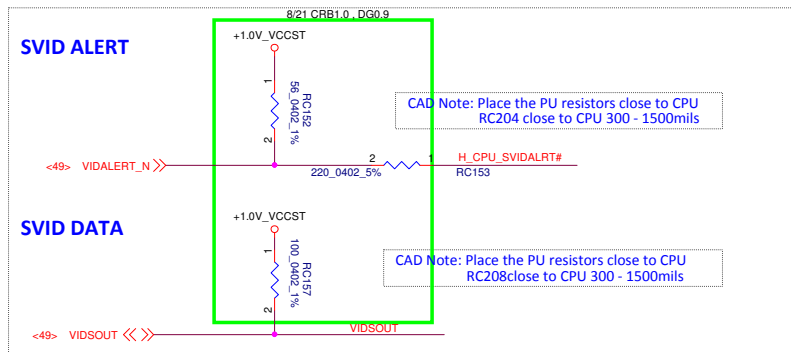 8/21 CRB1.0 , DG0.9
SVID ALERT
+1.0V_VCCST
1
RC152
56_0402_1%
2
CAD Note: Place the PU resistors close to CPU
RC204 close to CPU 300 - 1500mils
<49> VIDALERT_N
2
1
H_CPU_SVIDALRT#
220_0402_5%
RC153
SVID DATA
+1.0V_VCCST
1
RC157
100_0402_1%
2
CAD Note: Place the PU resistors close to CPU
RC208close to CPU 300 - 1500mils
<49> VIDSOUT
VIDSOUT